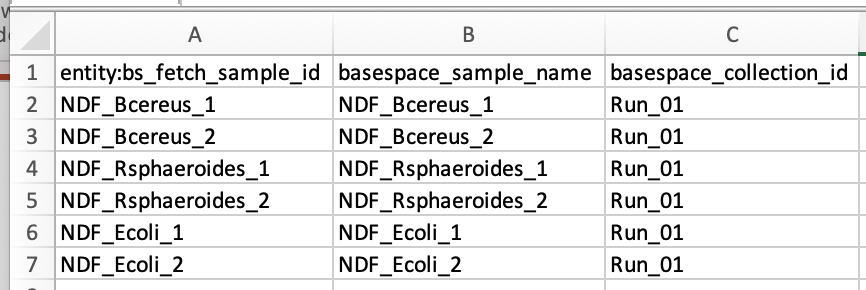 A B C
1 entity:bs_fetch_sample_id basespace_sample_name basespace_collection_id
2 NDF_Bcereus_1 NDF_Bcereus_1 Run_01
3 NDF_Bcereus_2 NDF_Bcereus_2 Run_01
4 NDF_Rsphaeroides_1 NDF_Rsphaeroides_1 Run_01
5 NDF_Rsphaeroides_2 NDF_Rsphaeroides_2 Run_01
6 NDF_Ecoli_1 NDF_Ecoli_1 Run_01
7 NDF_Ecoli_2 NDF_Ecoli_2 Run_01